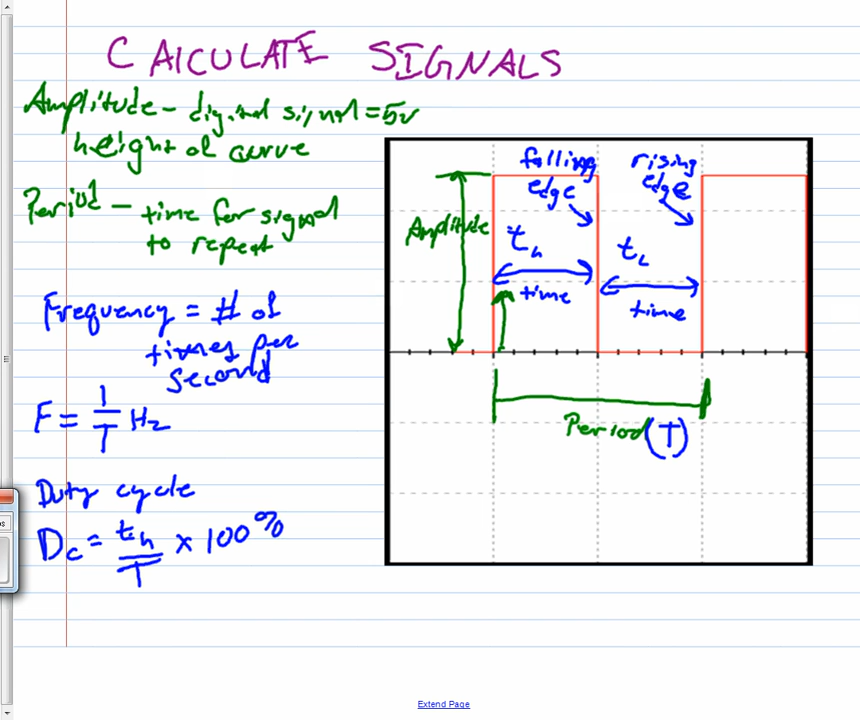 CALCULATE SIGNALS
Amplitude - digital signal = 5v
height of curve
Period - time for signal
to repeat
Frequency = # of
times per
second
F = 1/T Hz
Duty cycle
Dc = th/T x 100%
falling
edge
rising
edge
Amplitude
th
tL
time
time
Period (T)
Extend Page